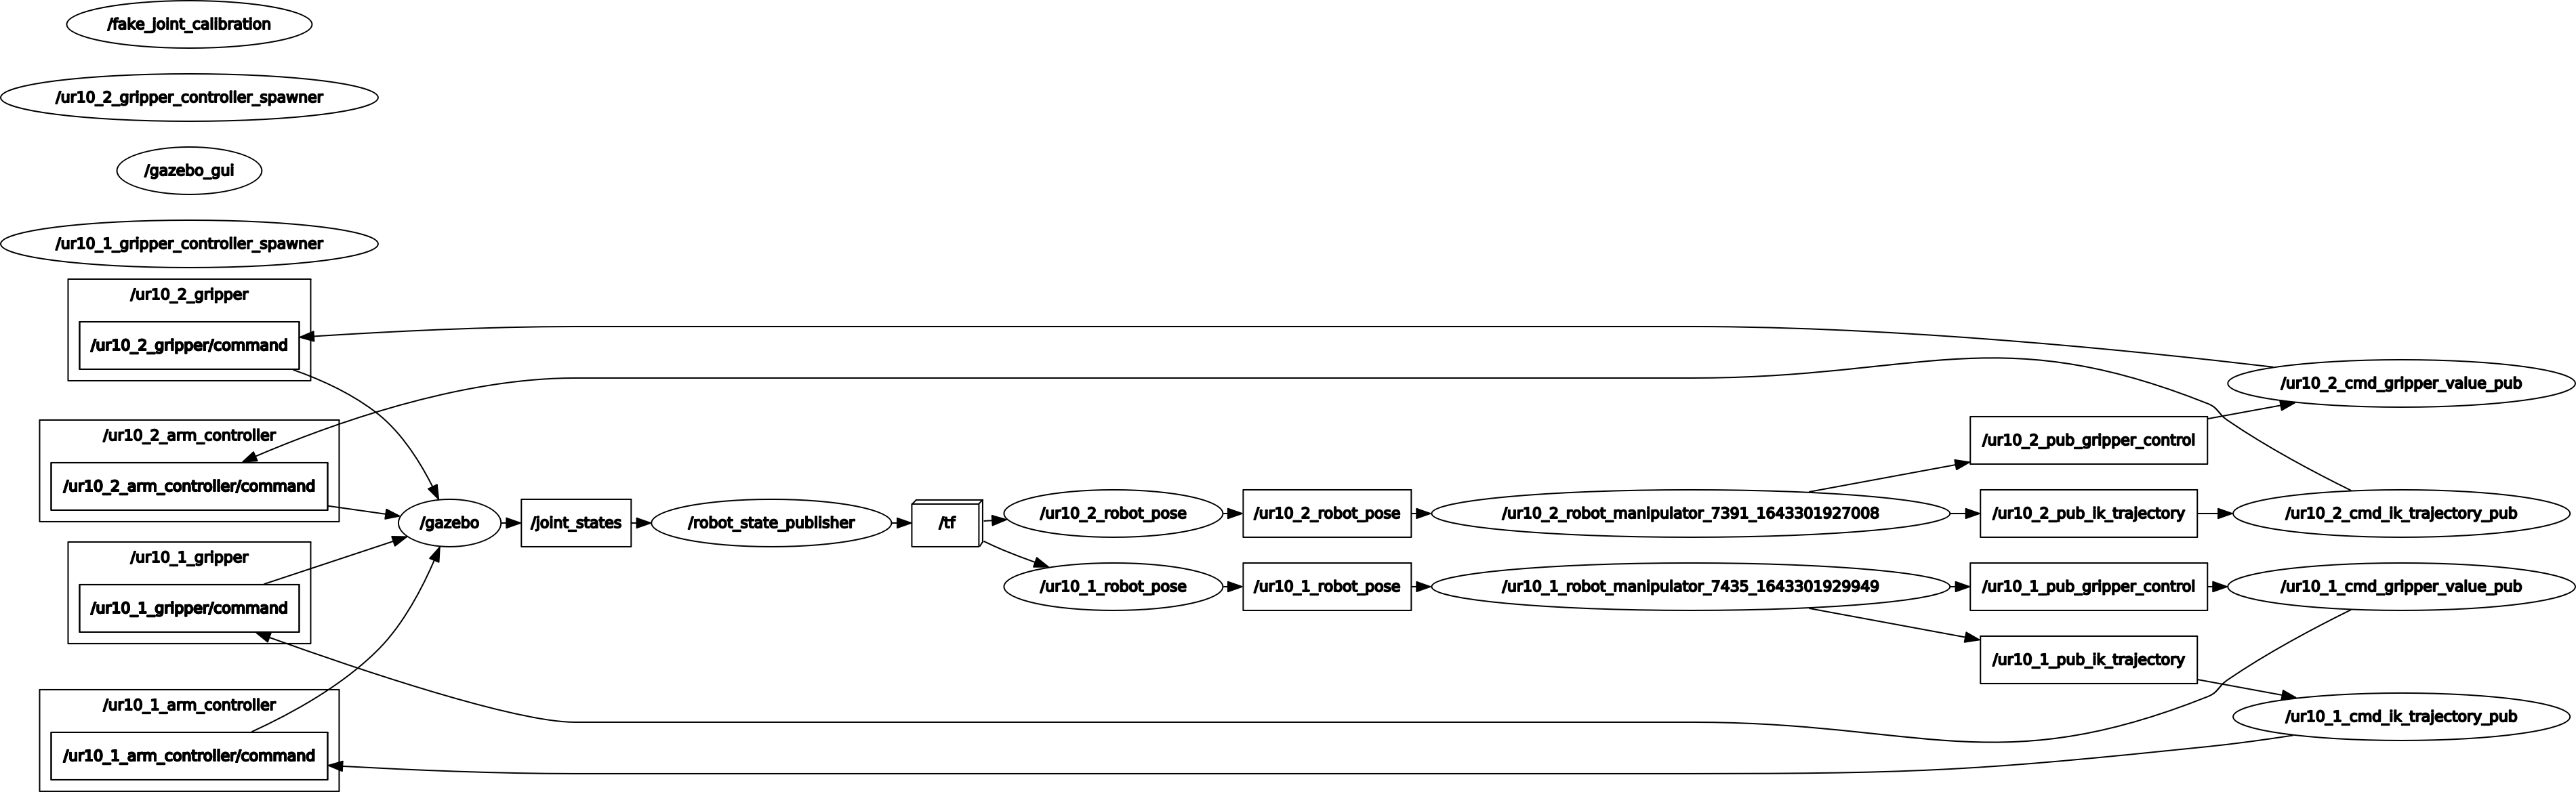 /fake_joint_calibration
/ur10_2_gripper_controller_spawner
/gazebo_gui
/ur10_1_gripper_controller_spawner
/ur10_2_gripper
/ur10_2_gripper/command
/ur10_2_arm_controller
/ur10_2_arm_controller/command
/ur10_1_gripper
/ur10_1_gripper/command
/ur10_1_arm_controller
/ur10_1_arm_controller/command
/gazebo
/joint_states
/robot_state_publisher
/tf
/ur10_2_robot_pose
/ur10_1_robot_pose
/ur10_2_robot_pose
/ur10_1_robot_pose
/ur10_2_robot_manipulator_7391_1643301927008
/ur10_1_robot_manipulator_7435_1643301929949
/ur10_2_pub_gripper_control
/ur10_2_pub_ik_trajectory
/ur10_1_pub_gripper_control
/ur10_1_pub_ik_trajectory
/ur10_2_cmd_gripper_value_pub
/ur10_2_cmd_ik_trajectory_pub
/ur10_1_cmd_gripper_value_pub
/ur10_1_cmd_ik_trajectory_pub